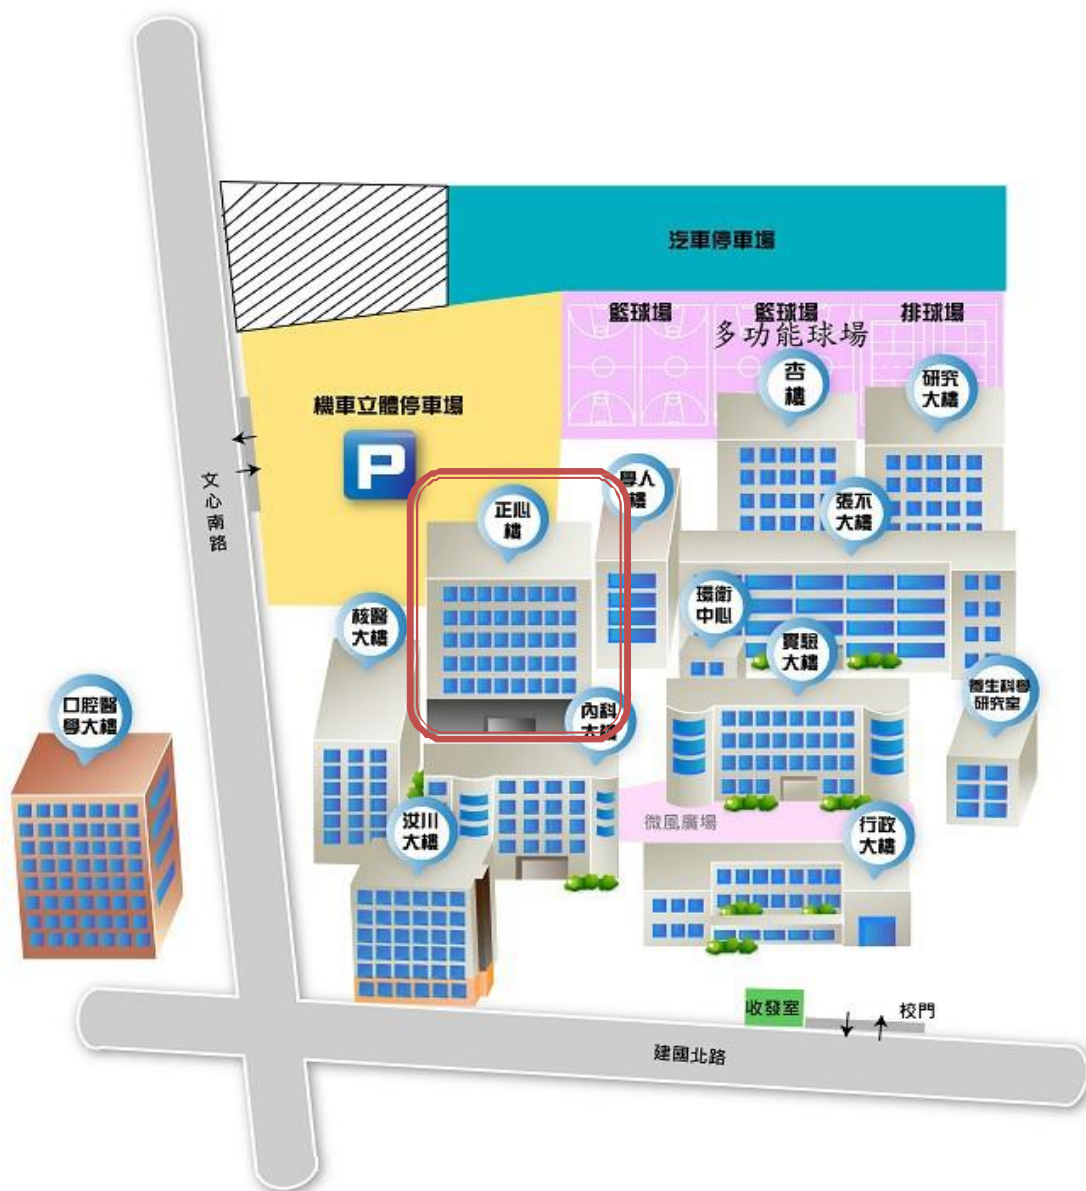 汽車停車場
籃球場
籃球場
排球場
多功能球場
杏
樓
研究
大樓
機車立體停車場
P
文心南路
正心
樓
學人
樓
張不
大樓
核醫
大樓
環衛
中心
實驗
大樓
口腔醫
學大樓
內科
大樓
養生科學
研究室
汶川
大樓
微風廣場
行政
大樓
收發室
校門
建國北路